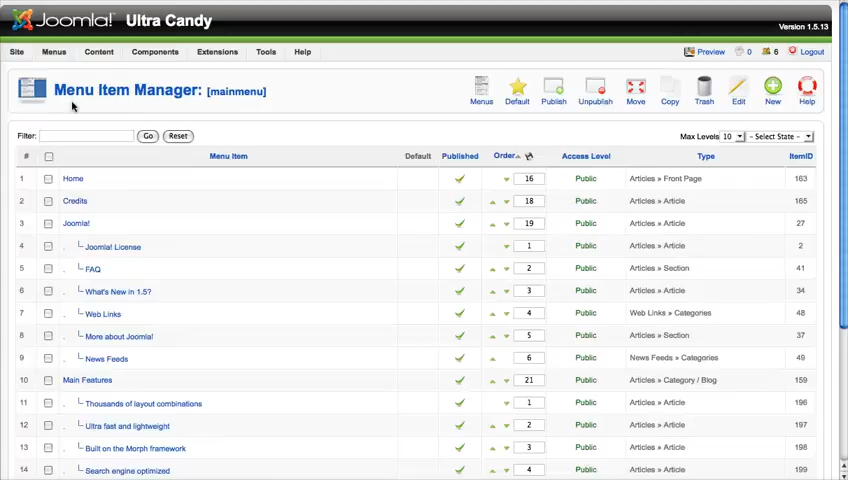 Joomla!® Ultra Candy
Version 1.5.13
Site Menus Content Components Extensions Tools Help Preview 0 6 Logout
Menu Item Manager: [mainmenu]
Menus Default Publish Unpublish Move Copy Trash Edit New Help
Filter: Go Reset Max Levels 10 - Select State -
# Menu Item Default Published Order Access Level Type ItemID
1 Home 16 Public Articles » Front Page 163
2 Credits 18 Public Articles » Article 165
3 Joomla! 19 Public Articles » Article 27
4 . Joomla! License 1 Public Articles » Article 2
5 . FAQ 2 Public Articles » Section 41
6 . What's New in 1.5? 3 Public Articles » Article 34
7 . Web Links 4 Public Web Links » Categories 48
8 . More about Joomla! 5 Public Articles » Section 37
9 . News Feeds 6 Public News Feeds » Categories 49
10 Main Features 21 Public Articles » Category / Blog 159
11 . Thousands of layout combinations 1 Public Articles » Article 196
12 . Ultra fast and lightweight 2 Public Articles » Article 197
13 . Built on the Morph framework 3 Public Articles » Article 198
14 . Search engine optimized 4 Public Articles » Article 199